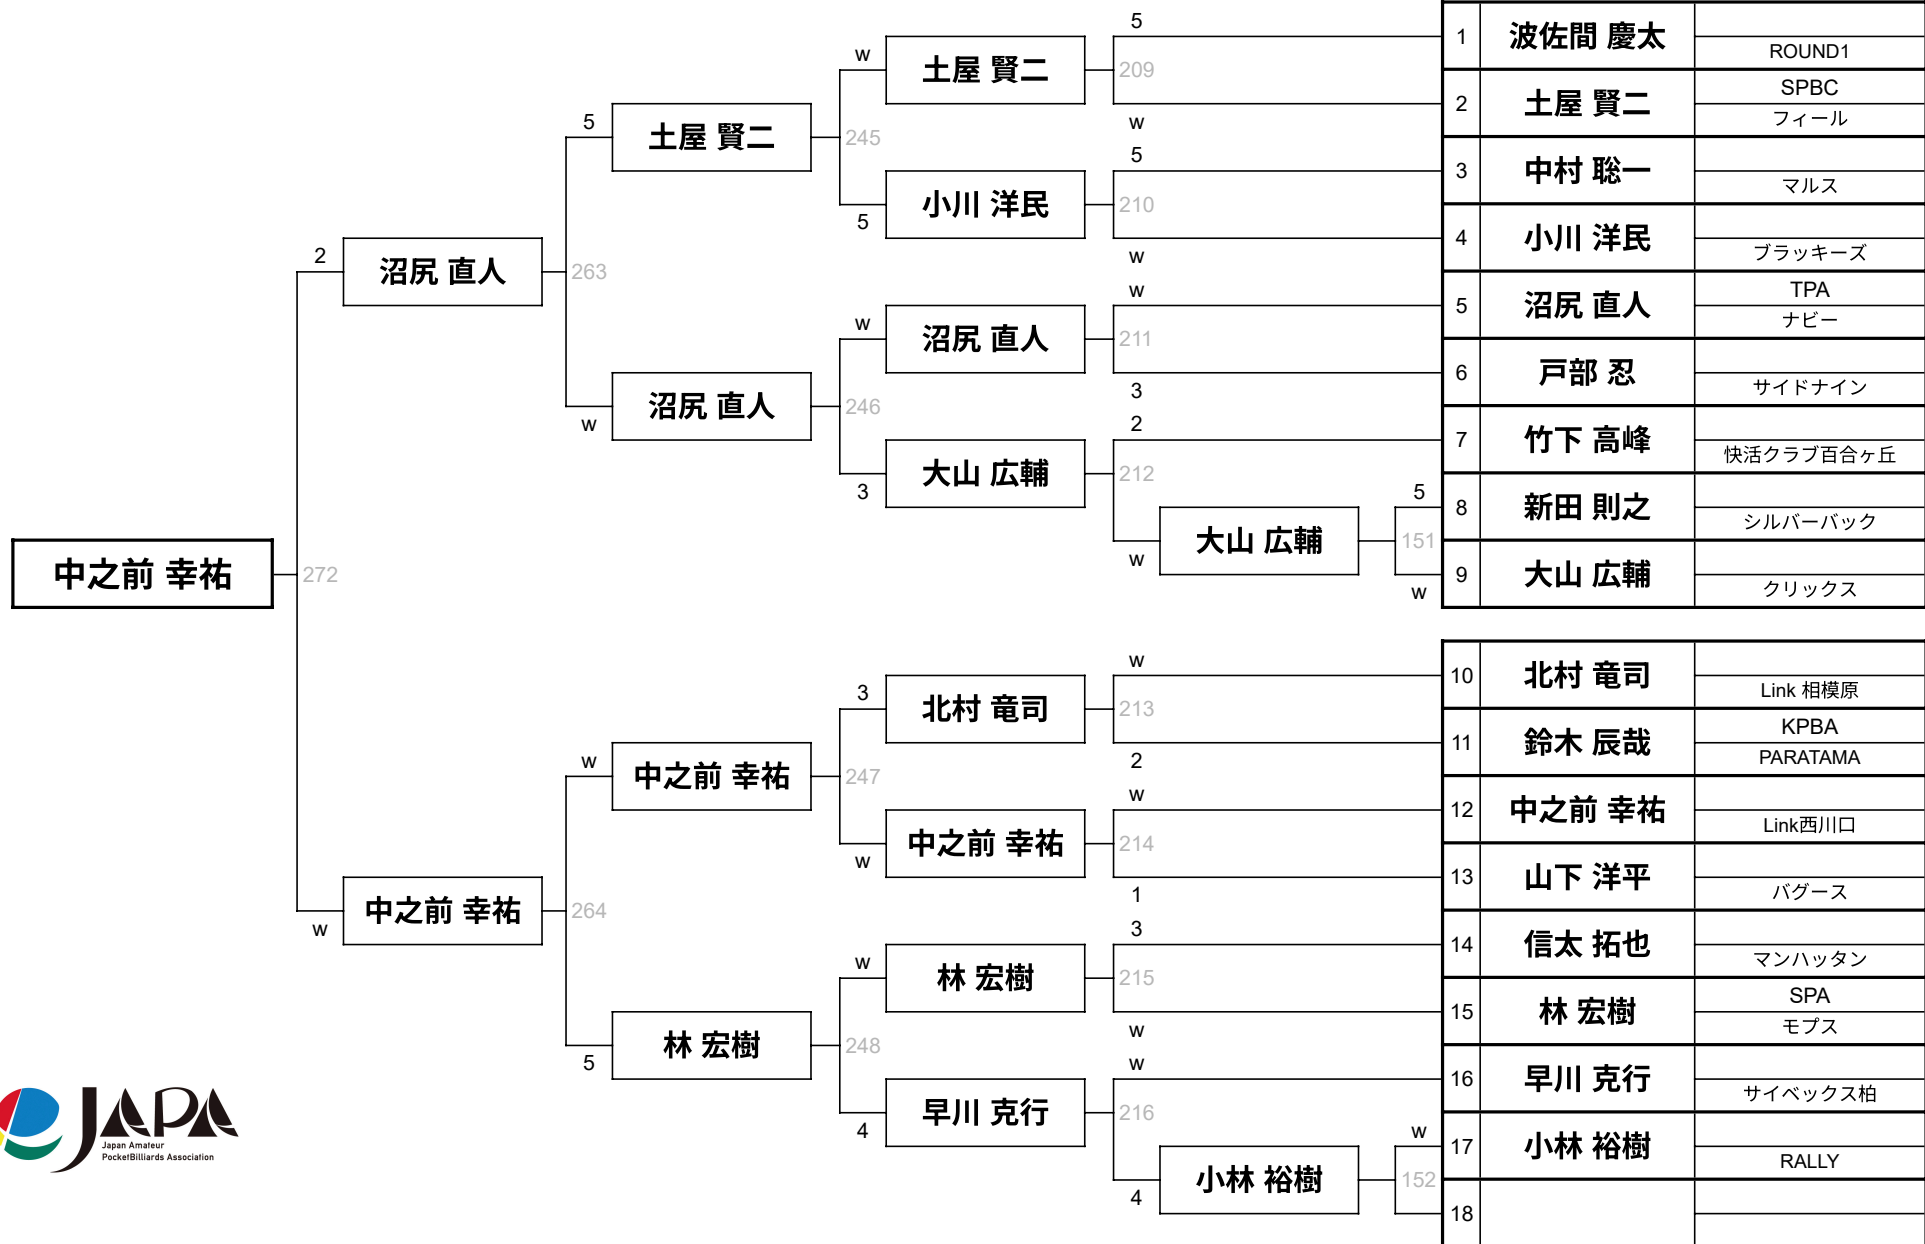 中之前 幸祐
272
2
沼尻 直人
263
w
中之前 幸祐
264
5
土屋 賢二
245
w
沼尻 直人
246
w
中之前 幸祐
247
5
林 宏樹
248
w
土屋 賢二
209
5
w
5
小川 洋民
210
5
w
w
沼尻 直人
211
w
3
3
大山 広輔
212
2
w
大山 広輔
151
5
w
3
北村 竜司
213
w
2
w
中之前 幸祐
214
w
1
w
林 宏樹
215
3
w
4
早川 克行
216
w
4
小林 裕樹
152
w
1 波佐間 慶太
ROUND1
2 土屋 賢二 SPBC
フィール
3 中村 聡一
マルス
4 小川 洋民
ブラッキーズ
5 沼尻 直人 TPA
ナビー
6 戸部 忍
サイドナイン
7 竹下 高峰
快活クラブ百合ヶ丘
8 新田 則之
シルバーバック
9 大山 広輔
クリックス
10 北村 竜司
Link 相模原
11 鈴木 辰哉 KPBA
PARATAMA
12 中之前 幸祐
Link西川口
13 山下 洋平
バグース
14 信太 拓也
マンハッタン
15 林 宏樹 SPA
モプス
16 早川 克行
サイベックス柏
17 小林 裕樹
RALLY
18
JAPA
Japan Amateur
PocketBilliards Association